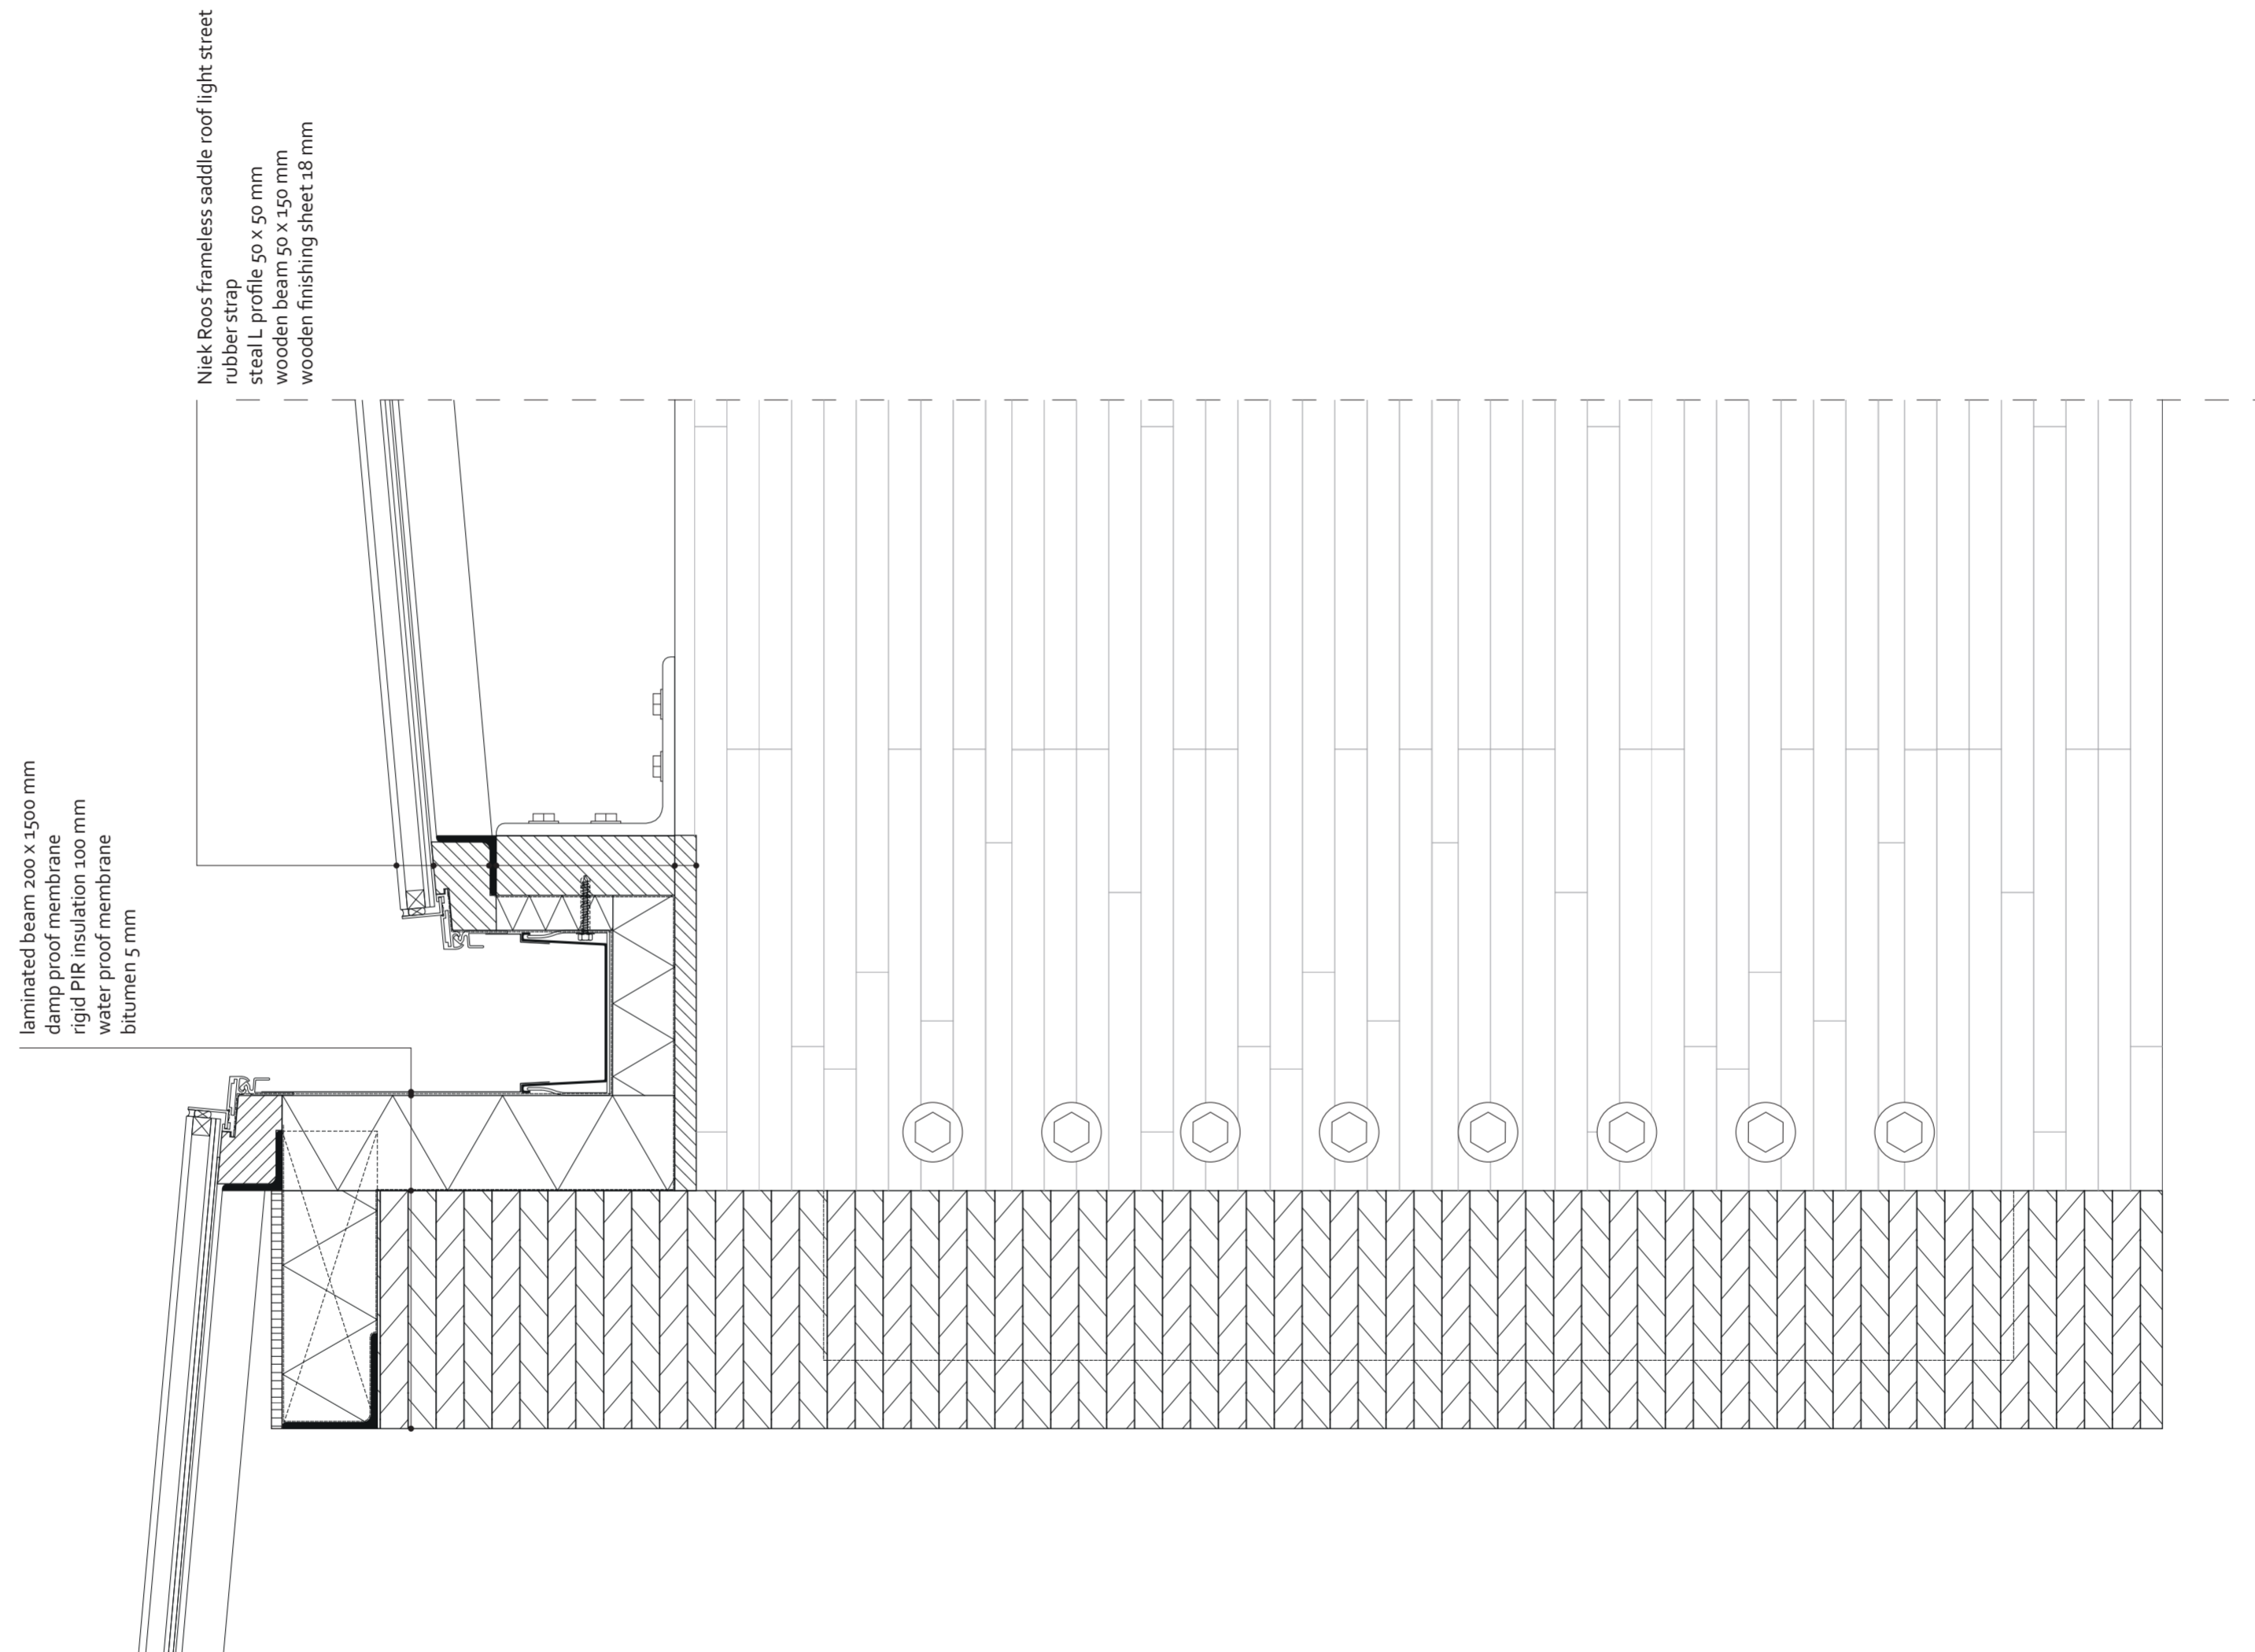 Niek Roos frameless saddle roof light street
rubber strap
steal L profile 50 x 50 mm
wooden beam 50 x 150 mm
wooden finishing sheet 18 mm
laminated beam 200 x 1500 mm
damp proof membrane
rigid PIR insulation 100 mm
water proof membrane
bitumen 5 mm